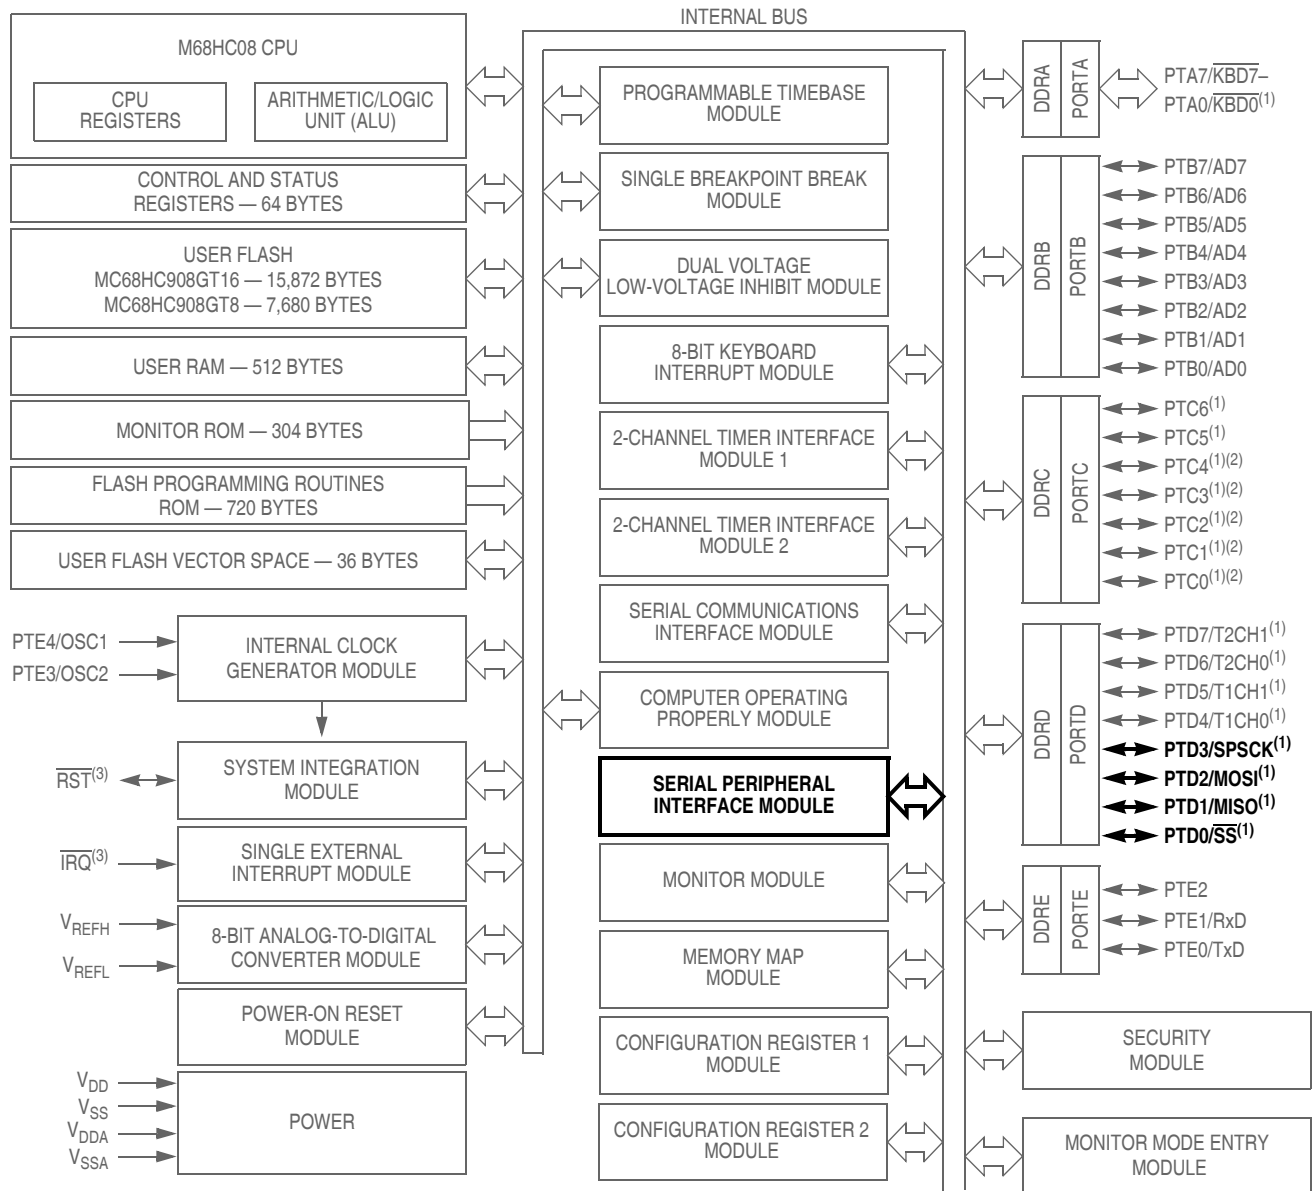 INTERNAL BUS
M68HC08 CPU
CPU
REGISTERS
ARITHMETIC/LOGIC
UNIT (ALU)
CONTROL AND STATUS
REGISTERS — 64 BYTES
USER FLASH
MC68HC908GT16 — 15,872 BYTES
MC68HC908GT8 — 7,680 BYTES
USER RAM — 512 BYTES
MONITOR ROM — 304 BYTES
FLASH PROGRAMMING ROUTINES
ROM — 720 BYTES
USER FLASH VECTOR SPACE — 36 BYTES
PTE4/OSC1
PTE3/OSC2
INTERNAL CLOCK
GENERATOR MODULE
RST(3)
SYSTEM INTEGRATION
MODULE
IRQ(3)
SINGLE EXTERNAL
INTERRUPT MODULE
VREFH
VREFL
8-BIT ANALOG-TO-DIGITAL
CONVERTER MODULE
POWER-ON RESET
MODULE
VDD
VSS
VDDA
VSSA
POWER
PROGRAMMABLE TIMEBASE
MODULE
SINGLE BREAKPOINT BREAK
MODULE
DUAL VOLTAGE
LOW-VOLTAGE INHIBIT MODULE
8-BIT KEYBOARD
INTERRUPT MODULE
2-CHANNEL TIMER INTERFACE
MODULE 1
2-CHANNEL TIMER INTERFACE
MODULE 2
SERIAL COMMUNICATIONS
INTERFACE MODULE
COMPUTER OPERATING
PROPERLY MODULE
SERIAL PERIPHERAL
INTERFACE MODULE
MONITOR MODULE
MEMORY MAP
MODULE
CONFIGURATION REGISTER 1
MODULE
CONFIGURATION REGISTER 2
MODULE
DDRA
PORTA
PTA7/KBD7–
PTA0/KBD0(1)
DDRB
PORTB
PTB7/AD7
PTB6/AD6
PTB5/AD5
PTB4/AD4
PTB3/AD3
PTB2/AD2
PTB1/AD1
PTB0/AD0
DDRC
PORTC
PTC6(1)
PTC5(1)
PTC4(1)(2)
PTC3(1)(2)
PTC2(1)(2)
PTC1(1)(2)
PTC0(1)(2)
DDRD
PORTD
PTD7/T2CH1(1)
PTD6/T2CH0(1)
PTD5/T1CH1(1)
PTD4/T1CH0(1)
PTD3/SPSCK(1)
PTD2/MOSI(1)
PTD1/MISO(1)
PTD0/SS(1)
DDRE
PORTE
PTE2
PTE1/RxD
PTE0/TxD
SECURITY
MODULE
MONITOR MODE ENTRY
MODULE